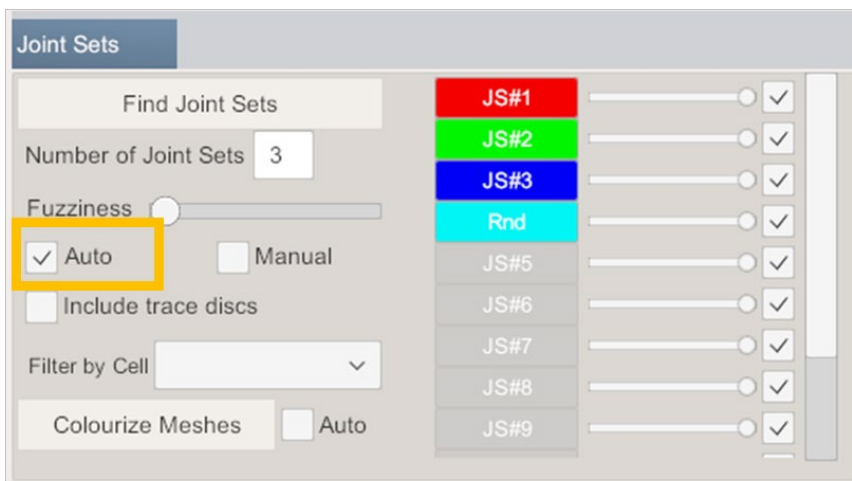 Joint Sets
Find Joint Sets
Number of Joint Sets 3
Fuzziness
Auto Manual
Include trace discs
Filter by Cell
Colourize Meshes Auto
JS#1
JS#2
JS#3
Rnd
JS#5
JS#6
JS#7
JS#8
JS#9